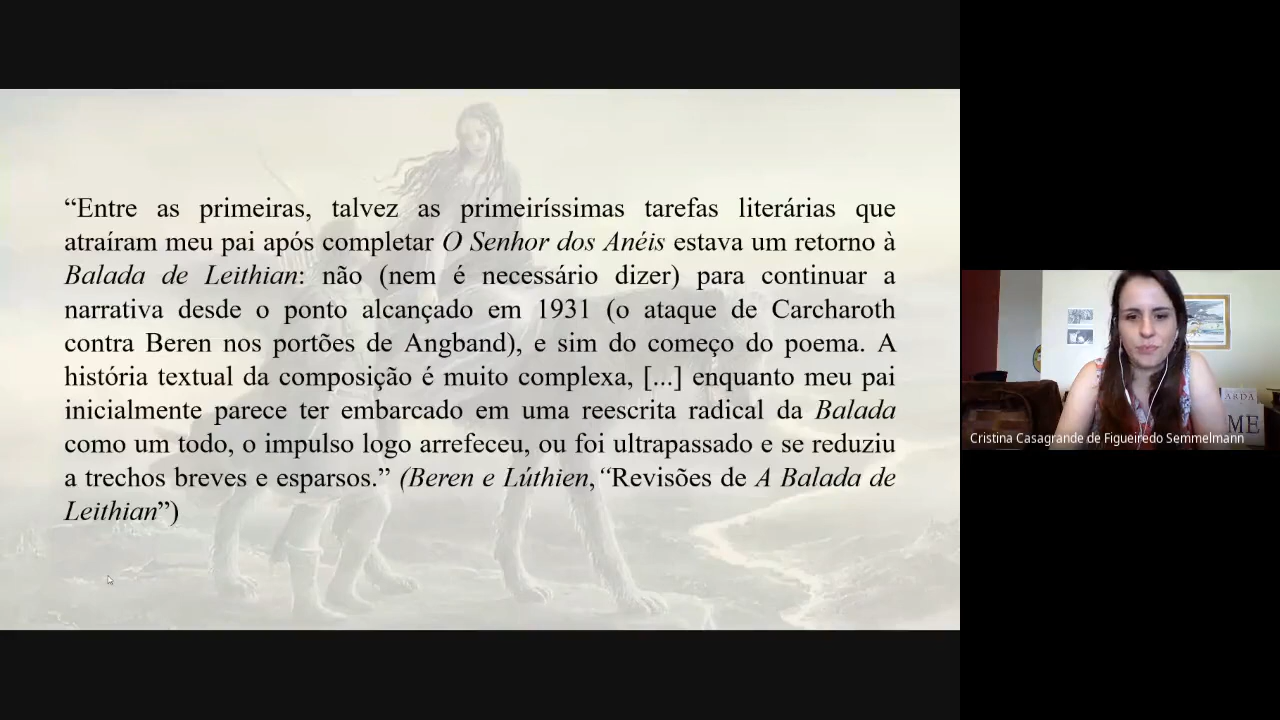 “Entre as primeiras, talvez as primeiríssimas tarefas literárias que
atraíram meu pai após completar O Senhor dos Anéis estava um retorno à
Balada de Leithian: não (nem é necessário dizer) para continuar a
narrativa desde o ponto alcançado em 1931 (o ataque de Carcharoth
contra Beren nos portões de Angband), e sim do começo do poema. A
história textual da composição é muito complexa, [...] enquanto meu pai
inicialmente parece ter embarcado em uma reescrita radical da Balada
como um todo, o impulso logo arrefeceu, ou foi ultrapassado e se reduziu
a trechos breves e esparsos.” (Beren e Lúthien, “Revisões de A Balada de
Leithian”)
ARDA
ME
Cristina Casagrande de Figueiredo Semmelmann